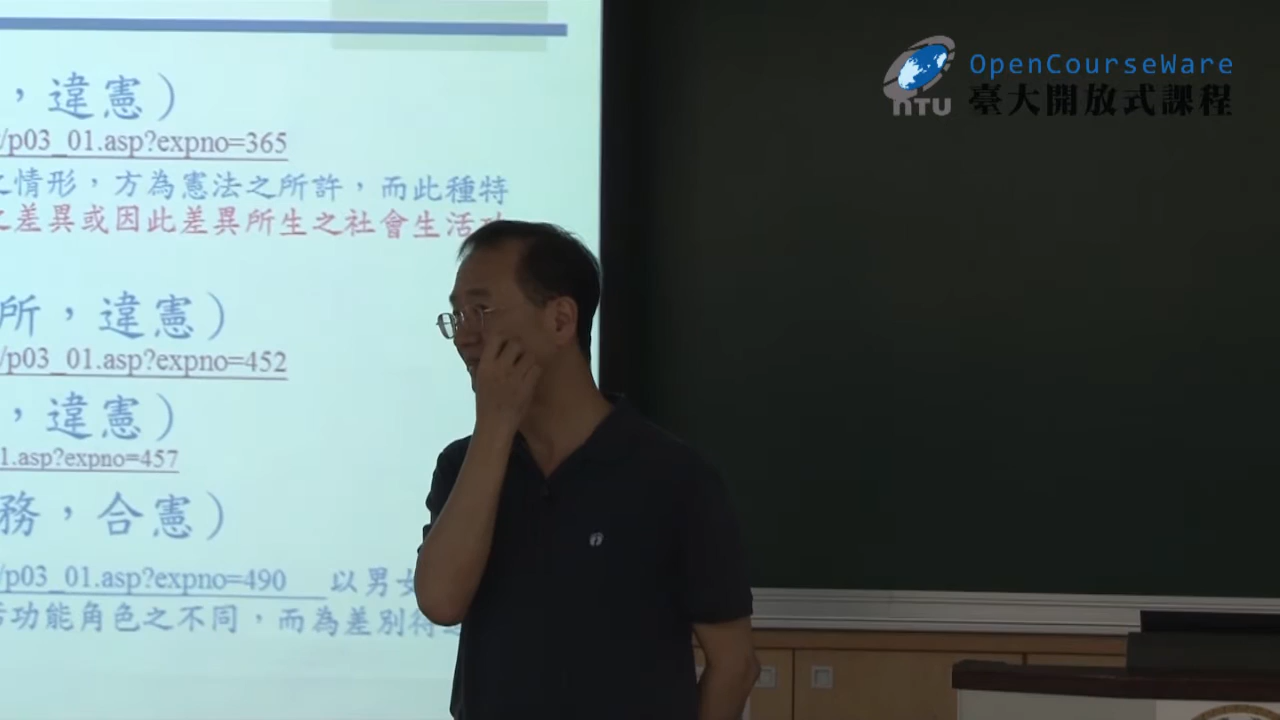 ，違憲）
/p03_01.asp?expno=365
之情形，方為憲法之所許，而此種特
之差異或因此差異所生之社會生活功
所，違憲）
/p03_01.asp?expno=452
，違憲）
1.asp?expno=457
務，合憲）
/p03_01.asp?expno=490 以男女
活功能角色之不同，而為差別待
OpenCourseWare
NTU 臺大開放式課程